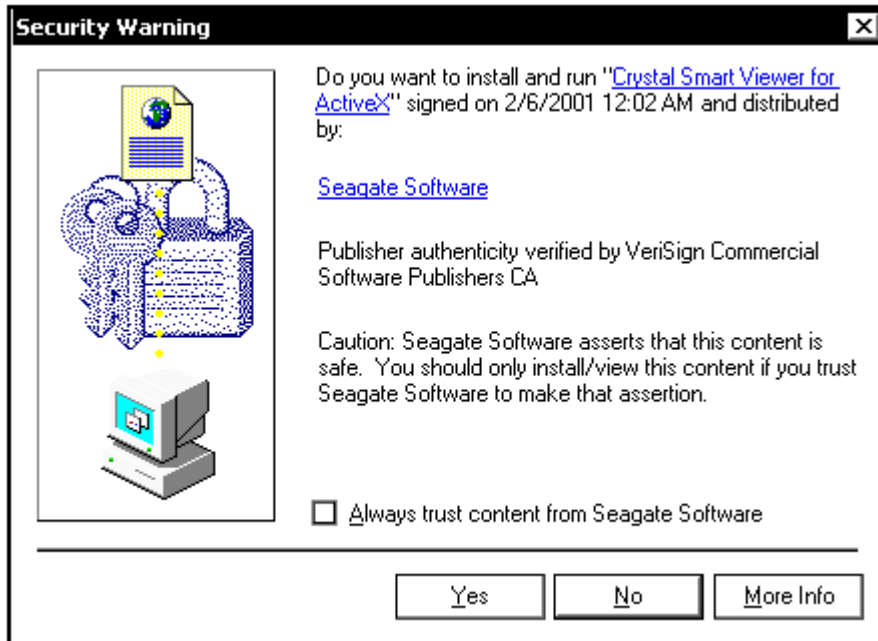 Security Warning
Do you want to install and run "Crystal Smart Viewer for
ActiveX" signed on 2/6/2001 12:02 AM and distributed
by:
Seagate Software
Publisher authenticity verified by VeriSign Commercial
Software Publishers CA
Caution: Seagate Software asserts that this content is
safe.  You should only install/view this content if you trust
Seagate Software to make that assertion.
Always trust content from Seagate Software
Yes No More Info